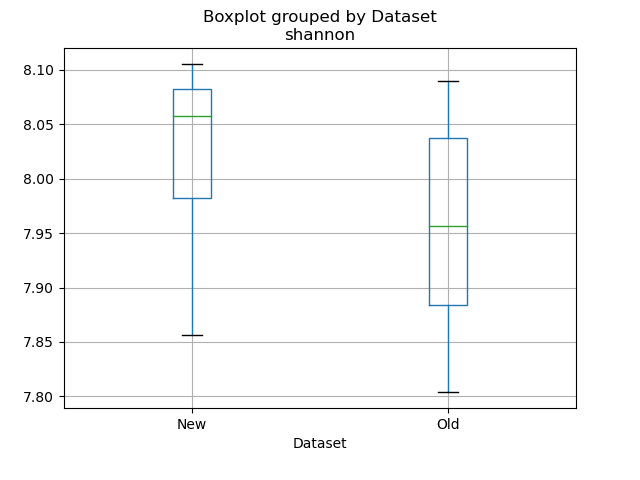 Boxplot grouped by Dataset
shannon
8.10
8.05
8.00
7.95
7.90
7.85
7.80
New Old
Dataset